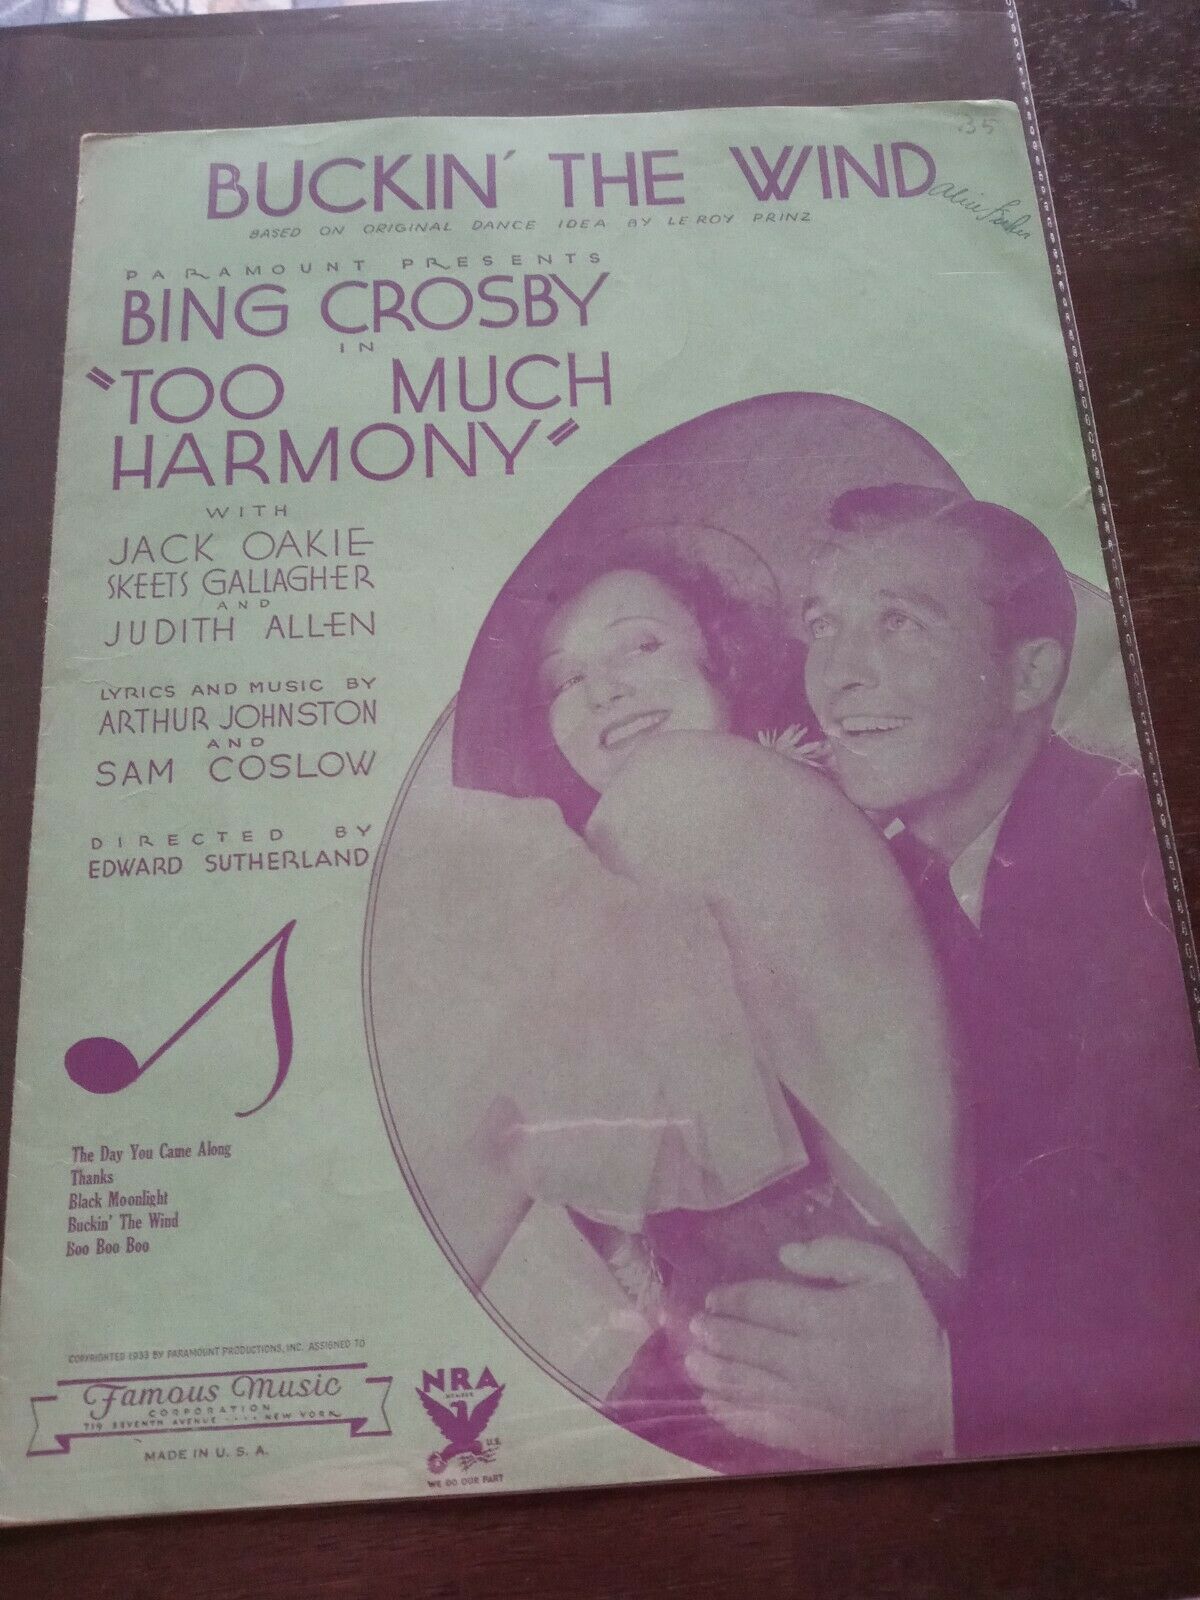 35
BUCKIN' THE WIND
BASED ON ORIGINAL DANCE IDEA BY LE ROY PRINZ
PARAMOUNT PRESENTS
BING CROSBY
IN
"TOO MUCH
HARMONY"
WITH
JACK OAKIE
SKEETS GALLAGHER
AND
JUDITH ALLEN
LYRICS AND MUSIC BY
ARTHUR JOHNSTON
AND
SAM COSLOW
DIRECTED BY
EDWARD SUTHERLAND
The Day You Came Along
Thanks
Black Moonlight
Buckin' The Wind
Boo Boo Boo
COPYRIGHTED 1933 BY PARAMOUNT PRODUCTIONS, INC. ASSIGNED TO
Famous Music
CORPORATION
719 SEVENTH AVENUE ···· NEW YORK
MADE IN U. S. A.
NRA
MEMBER
U.S.
WE DO OUR PART